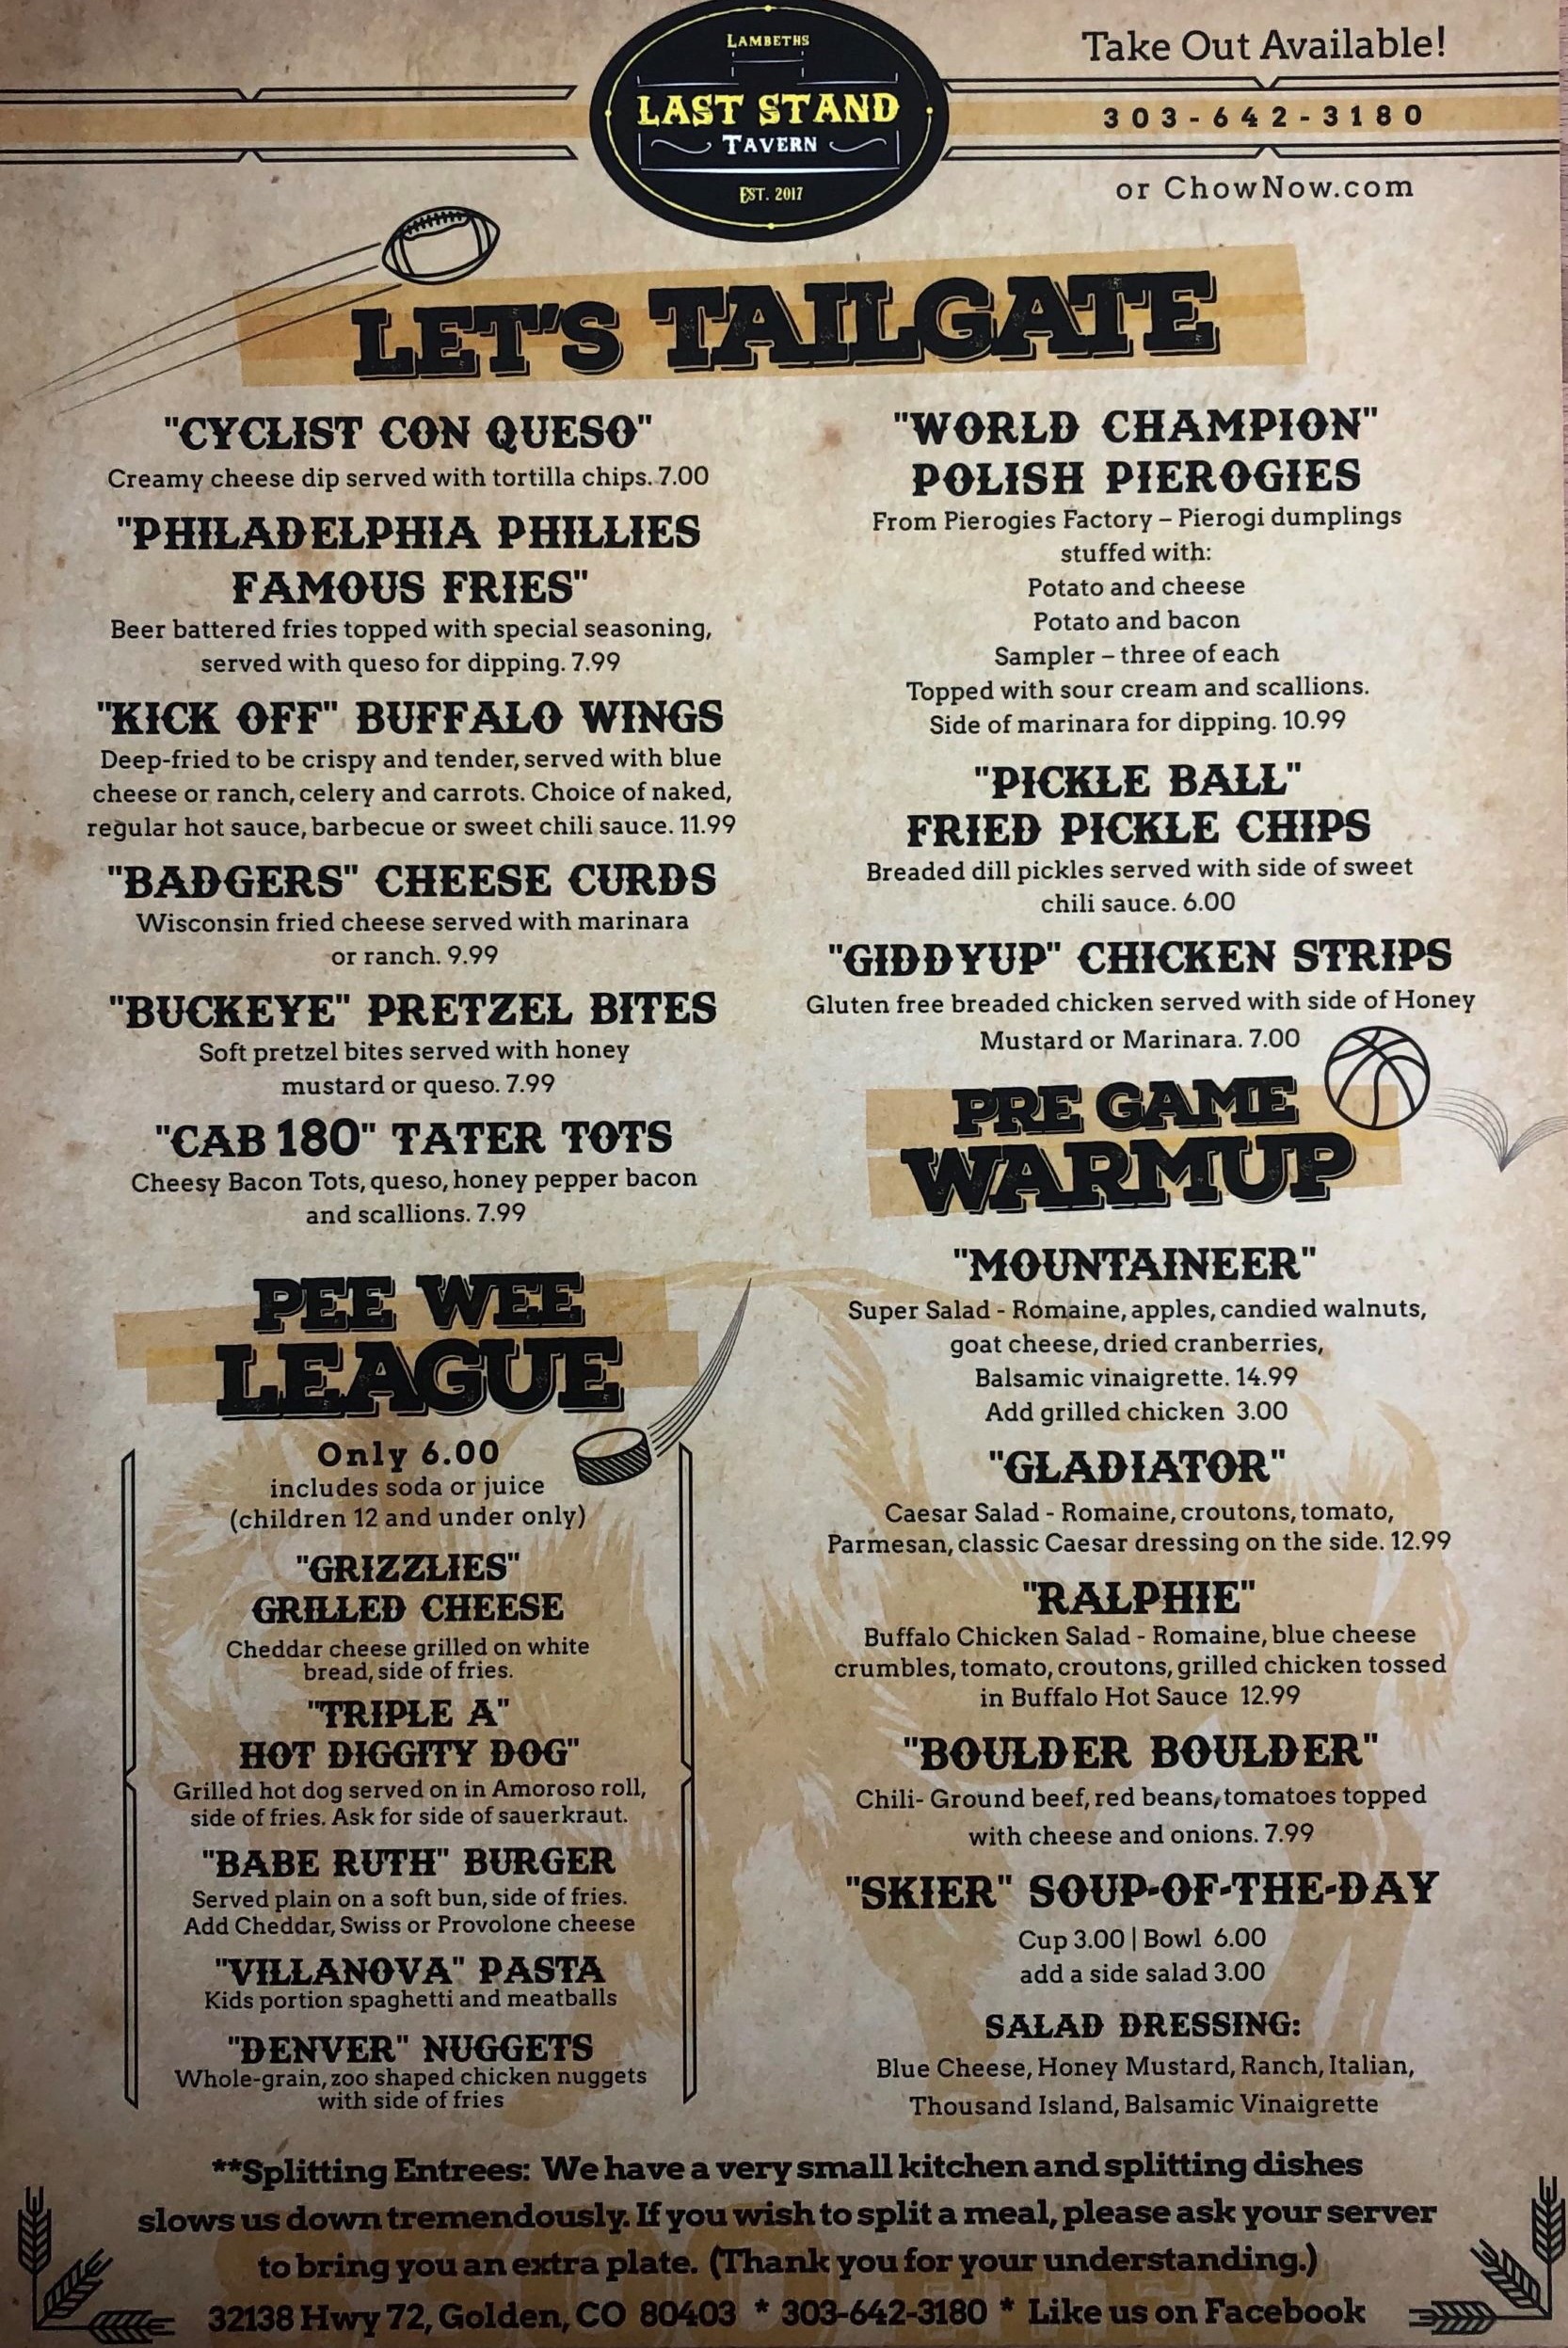 LAMBETHS
LAST STAND
TAVERN
EST. 2017
Take Out Available!
303-642-3180
or ChowNow.com
LET'S TAILGATE
"CYCLIST CON QUESO"
Creamy cheese dip served with tortilla chips. 7.00
"PHILADELPHIA PHILLIES
FAMOUS FRIES"
Beer battered fries topped with special seasoning,
served with queso for dipping. 7.99
"KICK OFF" BUFFALO WINGS
Deep-fried to be crispy and tender, served with blue
cheese or ranch, celery and carrots. Choice of naked,
regular hot sauce, barbecue or sweet chili sauce. 11.99
"BADGERS" CHEESE CURDS
Wisconsin fried cheese served with marinara
or ranch. 9.99
"BUCKEYE" PRETZEL BITES
Soft pretzel bites served with honey
mustard or queso. 7.99
"CAB 180" TATER TOTS
Cheesy Bacon Tots, queso, honey pepper bacon
and scallions. 7.99
PEE WEE
LEAGUE
Only 6.00
includes soda or juice
(children 12 and under only)
"GRIZZLIES"
GRILLED CHEESE
Cheddar cheese grilled on white
bread, side of fries.
"TRIPLE A"
HOT DIGGITY DOG"
Grilled hot dog served on in Amoroso roll,
side of fries. Ask for side of sauerkraut.
"BABE RUTH" BURGER
Served plain on a soft bun, side of fries.
Add Cheddar, Swiss or Provolone cheese
"VILLANOVA" PASTA
Kids portion spaghetti and meatballs
"DENVER" NUGGETS
Whole-grain, zoo shaped chicken nuggets
with side of fries
"WORLD CHAMPION"
POLISH PIEROGIES
From Pierogies Factory – Pierogi dumplings
stuffed with:
Potato and cheese
Potato and bacon
Sampler – three of each
Topped with sour cream and scallions.
Side of marinara for dipping. 10.99
"PICKLE BALL"
FRIED PICKLE CHIPS
Breaded dill pickles served with side of sweet
chili sauce. 6.00
"GIDDYUP" CHICKEN STRIPS
Gluten free breaded chicken served with side of Honey
Mustard or Marinara. 7.00
PRE GAME
WARMUP
"MOUNTAINEER"
Super Salad - Romaine, apples, candied walnuts,
goat cheese, dried cranberries,
Balsamic vinaigrette. 14.99
Add grilled chicken 3.00
"GLADIATOR"
Caesar Salad - Romaine, croutons, tomato,
Parmesan, classic Caesar dressing on the side. 12.99
"RALPHIE"
Buffalo Chicken Salad - Romaine, blue cheese
crumbles, tomato, croutons, grilled chicken tossed
in Buffalo Hot Sauce 12.99
"BOULDER BOULDER"
Chili- Ground beef, red beans, tomatoes topped
with cheese and onions. 7.99
"SKIER" SOUP-OF-THE-DAY
Cup 3.00 | Bowl 6.00
add a side salad 3.00
SALAD DRESSING:
Blue Cheese, Honey Mustard, Ranch, Italian,
Thousand Island, Balsamic Vinaigrette
**Splitting Entrees: We have a very small kitchen and splitting dishes
slows us down tremendously. If you wish to split a meal, please ask your server
to bring you an extra plate. (Thank you for your understanding.)
32138 Hwy 72, Golden, CO 80403 * 303-642-3180 * Like us on Facebook